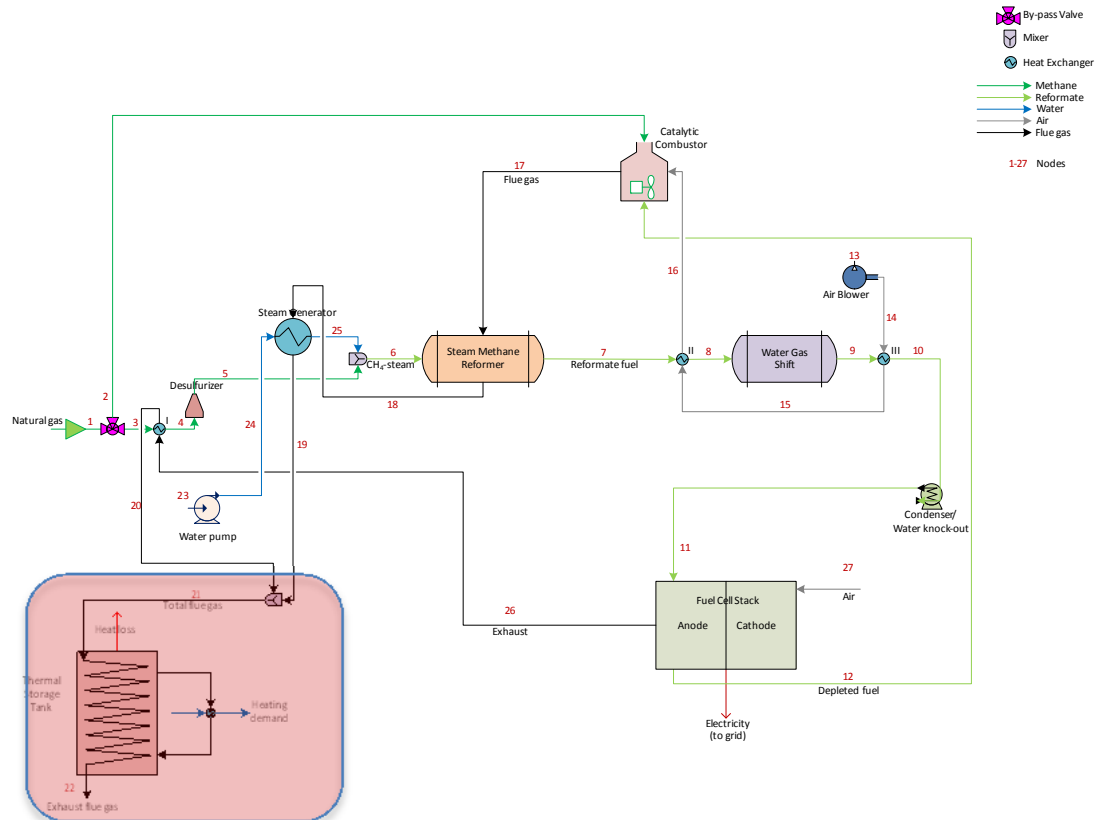 By-pass Valve
Mixer
Heat Exchanger
Methane
Reformate
Water
Air
Flue gas
1-27 Nodes
Catalytic
Combustor
17
Flue gas
16
13
Air Blower
14
Steam Generator
25
6
CH₄-steam
Steam Methane
Reformer
7
Reformate fuel
II
8
Water Gas
Shift
9
III
10
15
18
5
Desulfurizer
2
Natural gas
1
3
I
4
24
19
23
Water pump
20
Condenser/
Water knock-out
11
27
Air
Fuel Cell Stack
Anode
Cathode
26
Exhaust
12
Depleted fuel
Electricity
(to grid)
21
Total flue gas
Heat loss
Thermal
Storage
Tank
Heating
demand
22
Exhaust flue gas